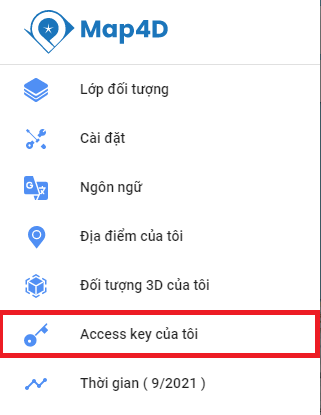 Map4D
Lớp đối tượng
Cài đặt
Ngôn ngữ
Địa điểm của tôi
Đối tượng 3D của tôi
Access key của tôi
Thời gian ( 9/2021 )